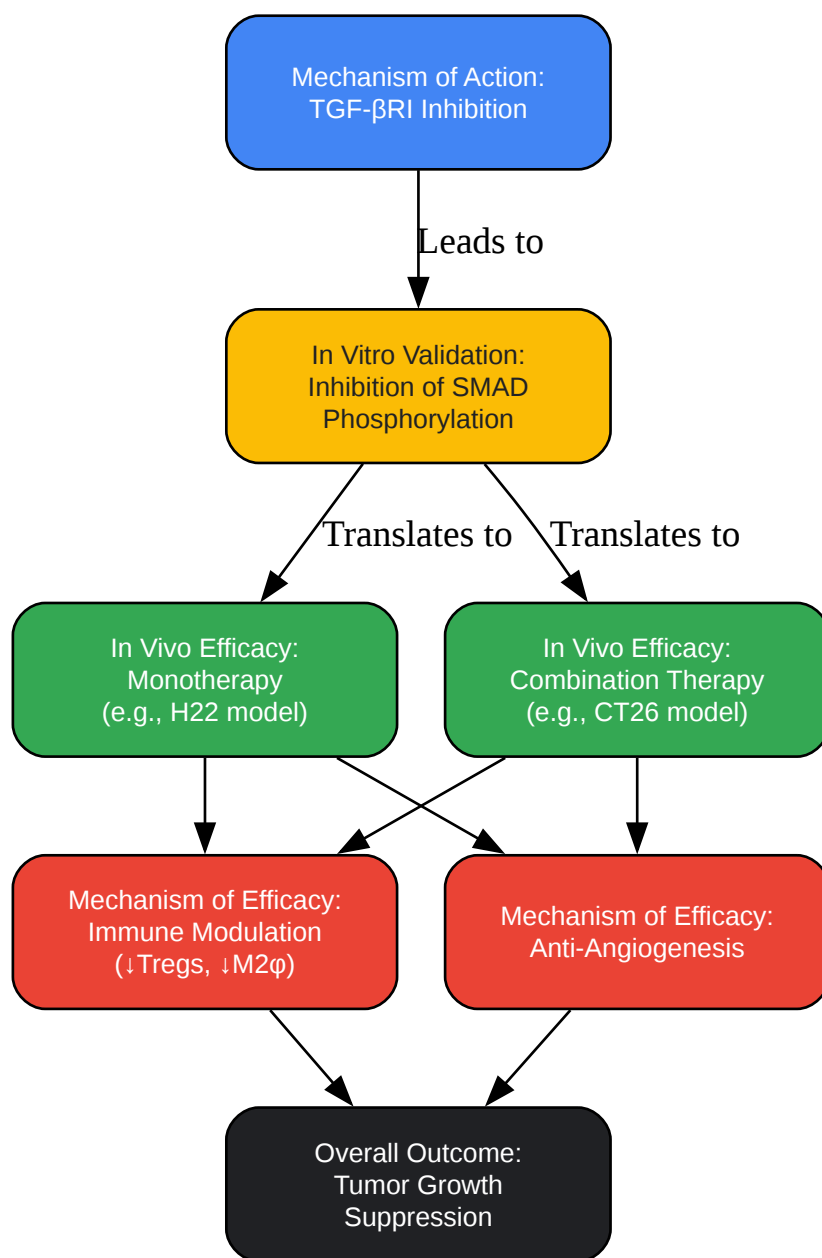 Mechanism of Action:
TGF-βRI Inhibition
Leads to
In Vitro Validation:
Inhibition of SMAD
Phosphorylation
Translates to
Translates to
In Vivo Efficacy:
Monotherapy
(e.g., H22 model)
In Vivo Efficacy:
Combination Therapy
(e.g., CT26 model)
Mechanism of Efficacy:
Immune Modulation
(↓Tregs, ↓M2φ)
Mechanism of Efficacy:
Anti-Angiogenesis
Overall Outcome:
Tumor Growth
Suppression